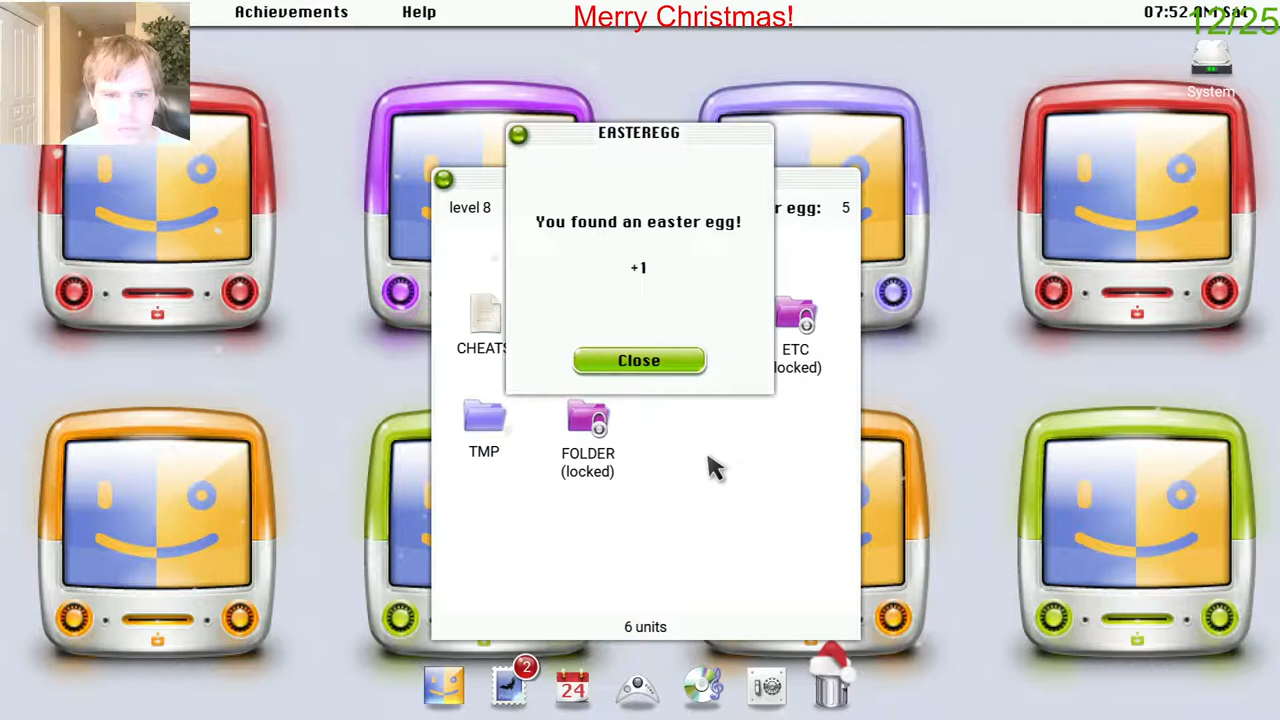 Achievements Help
Merry Christmas!
07:52 AM Sat
12/25
System
EASTEREGG
You found an easter egg!
+1
Close
level 8
r egg: 5
CHEATS
ETC
locked)
TMP
FOLDER
(locked)
6 units
2
24